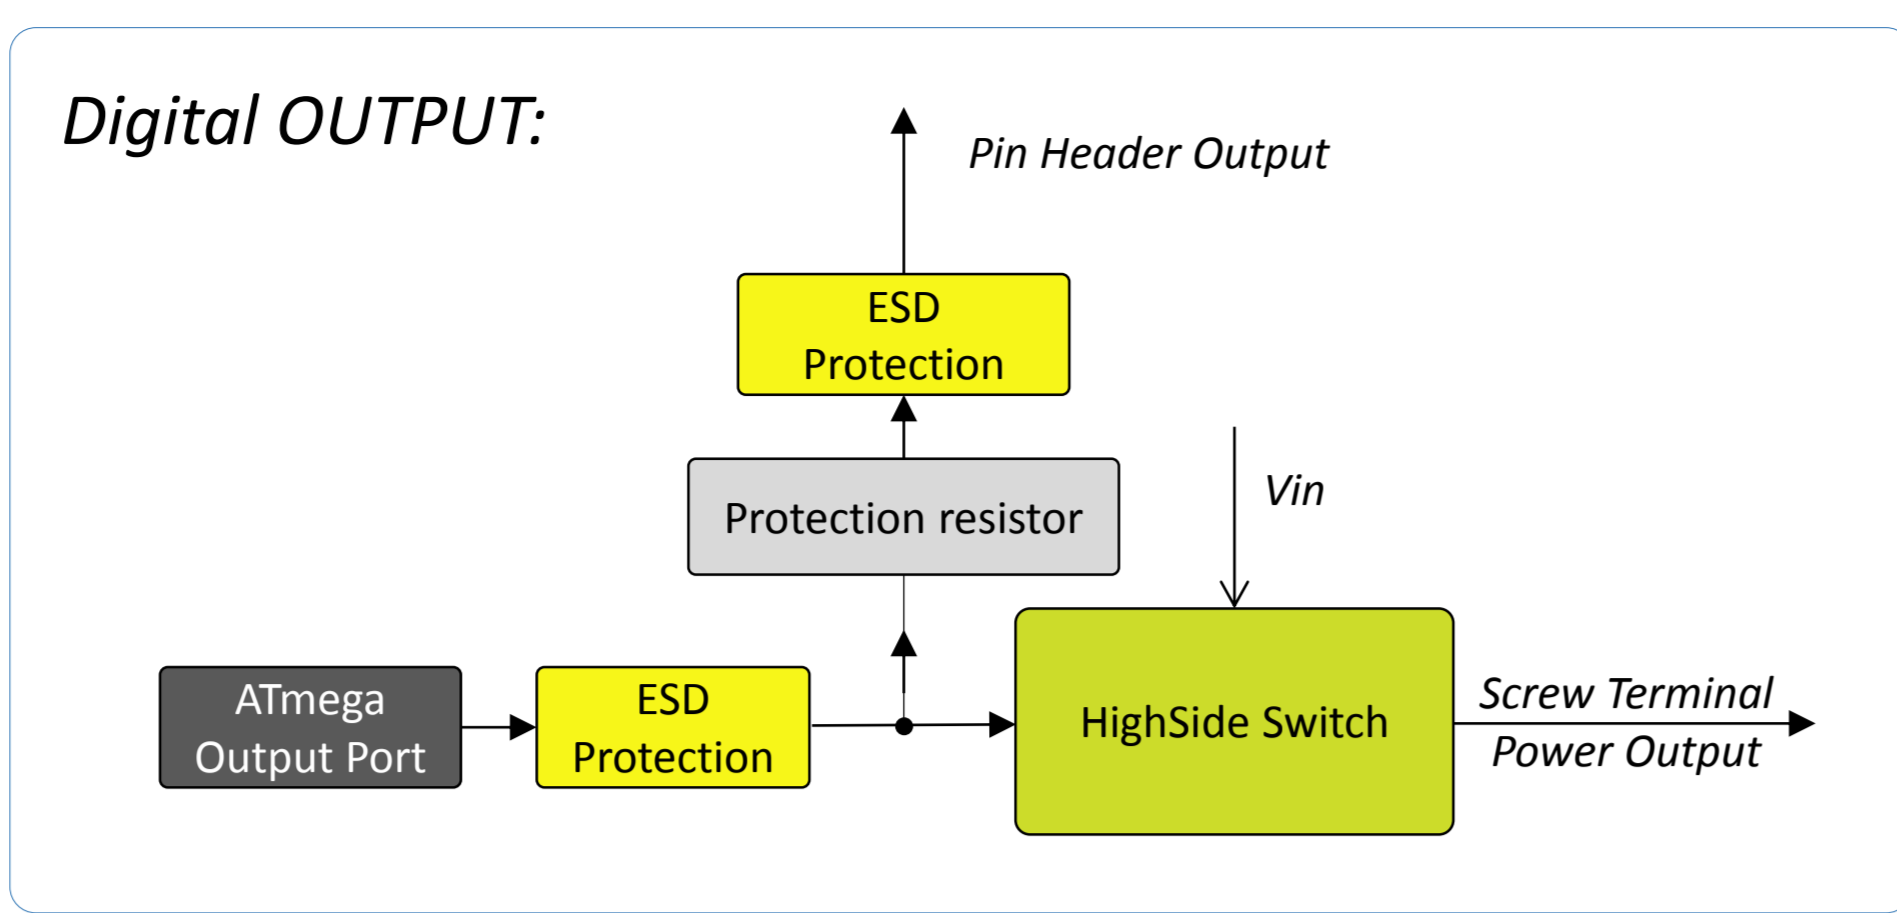 Digital OUTPUT:
Pin Header Output
ESD
Protection
Protection resistor
Vin
ATmega
Output Port
ESD
Protection
HighSide Switch
Screw Terminal
Power Output